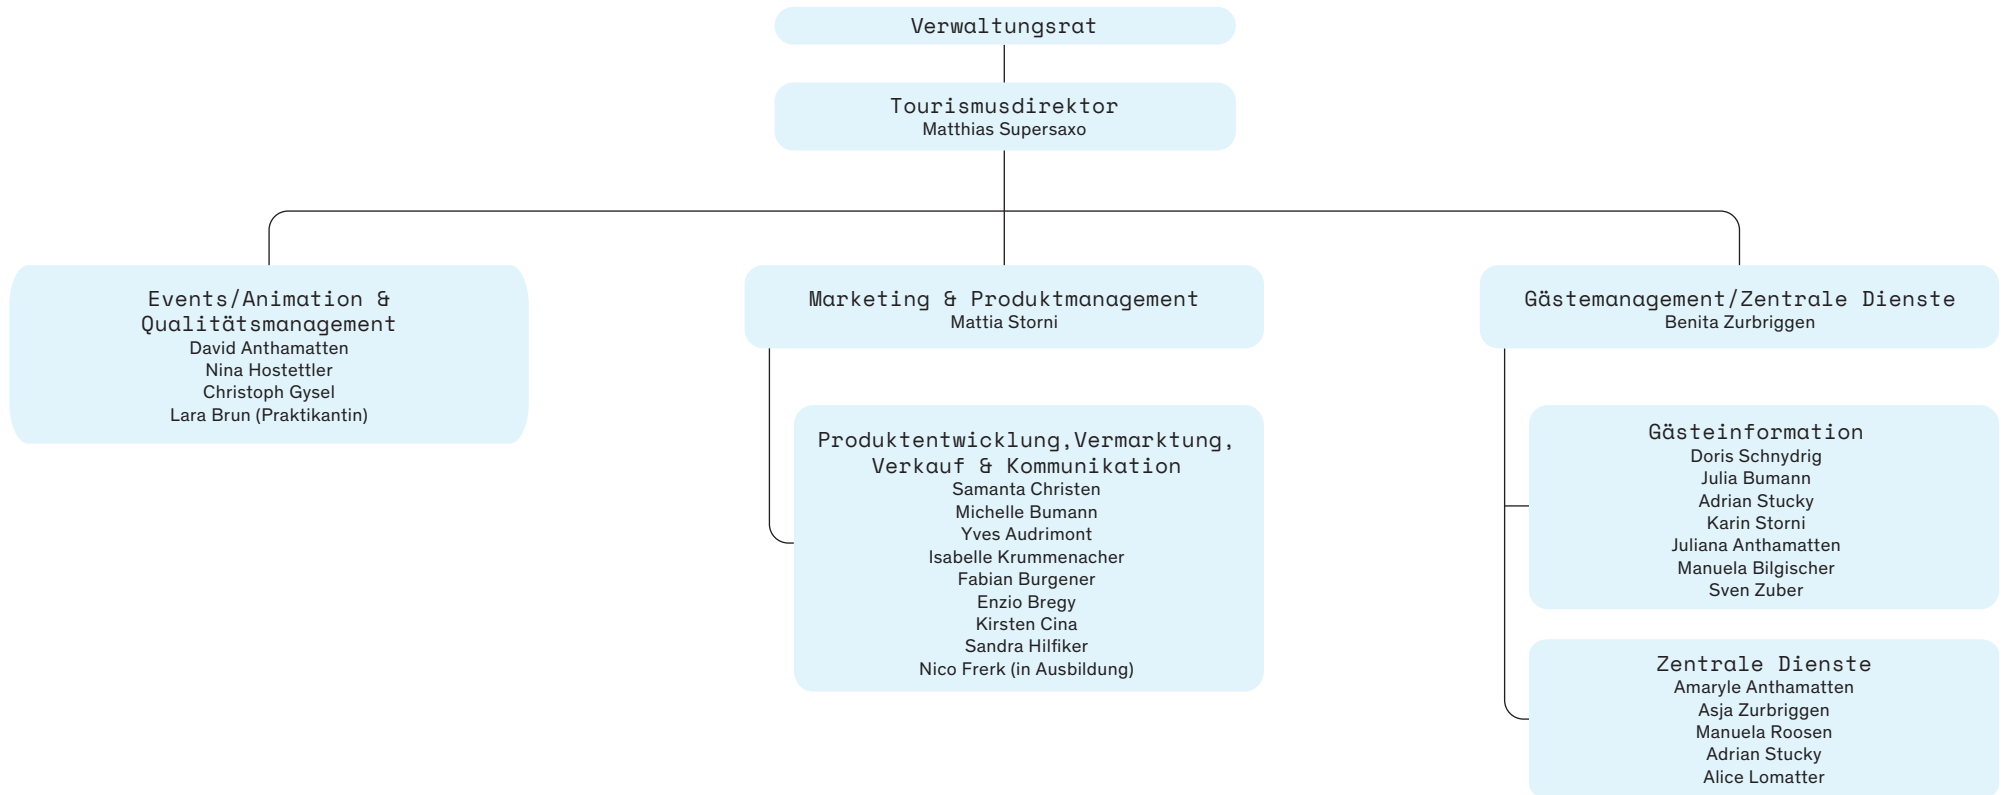 Verwaltungsrat
Tourismusdirektor
Matthias Supersaxo
Events/Animation &
Qualitätsmanagement
David Anthamatten
Nina Hostettler
Christoph Gysel
Lara Brun (Praktikantin)
Marketing & Produktmanagement
Mattia Storni
Produktentwicklung,Vermarktung,
Verkauf & Kommunikation
Samanta Christen
Michelle Bumann
Yves Audrimont
Isabelle Krummenacher
Fabian Burgener
Enzio Bregy
Kirsten Cina
Sandra Hilfiker
Nico Frerk (in Ausbildung)
Gästemanagement/Zentrale Dienste
Benita Zurbriggen
Gästeinformation
Doris Schnydrig
Julia Bumann
Adrian Stucky
Karin Storni
Juliana Anthamatten
Manuela Bilgischer
Sven Zuber
Zentrale Dienste
Amaryle Anthamatten
Asja Zurbriggen
Manuela Roosen
Adrian Stucky
Alice Lomatter